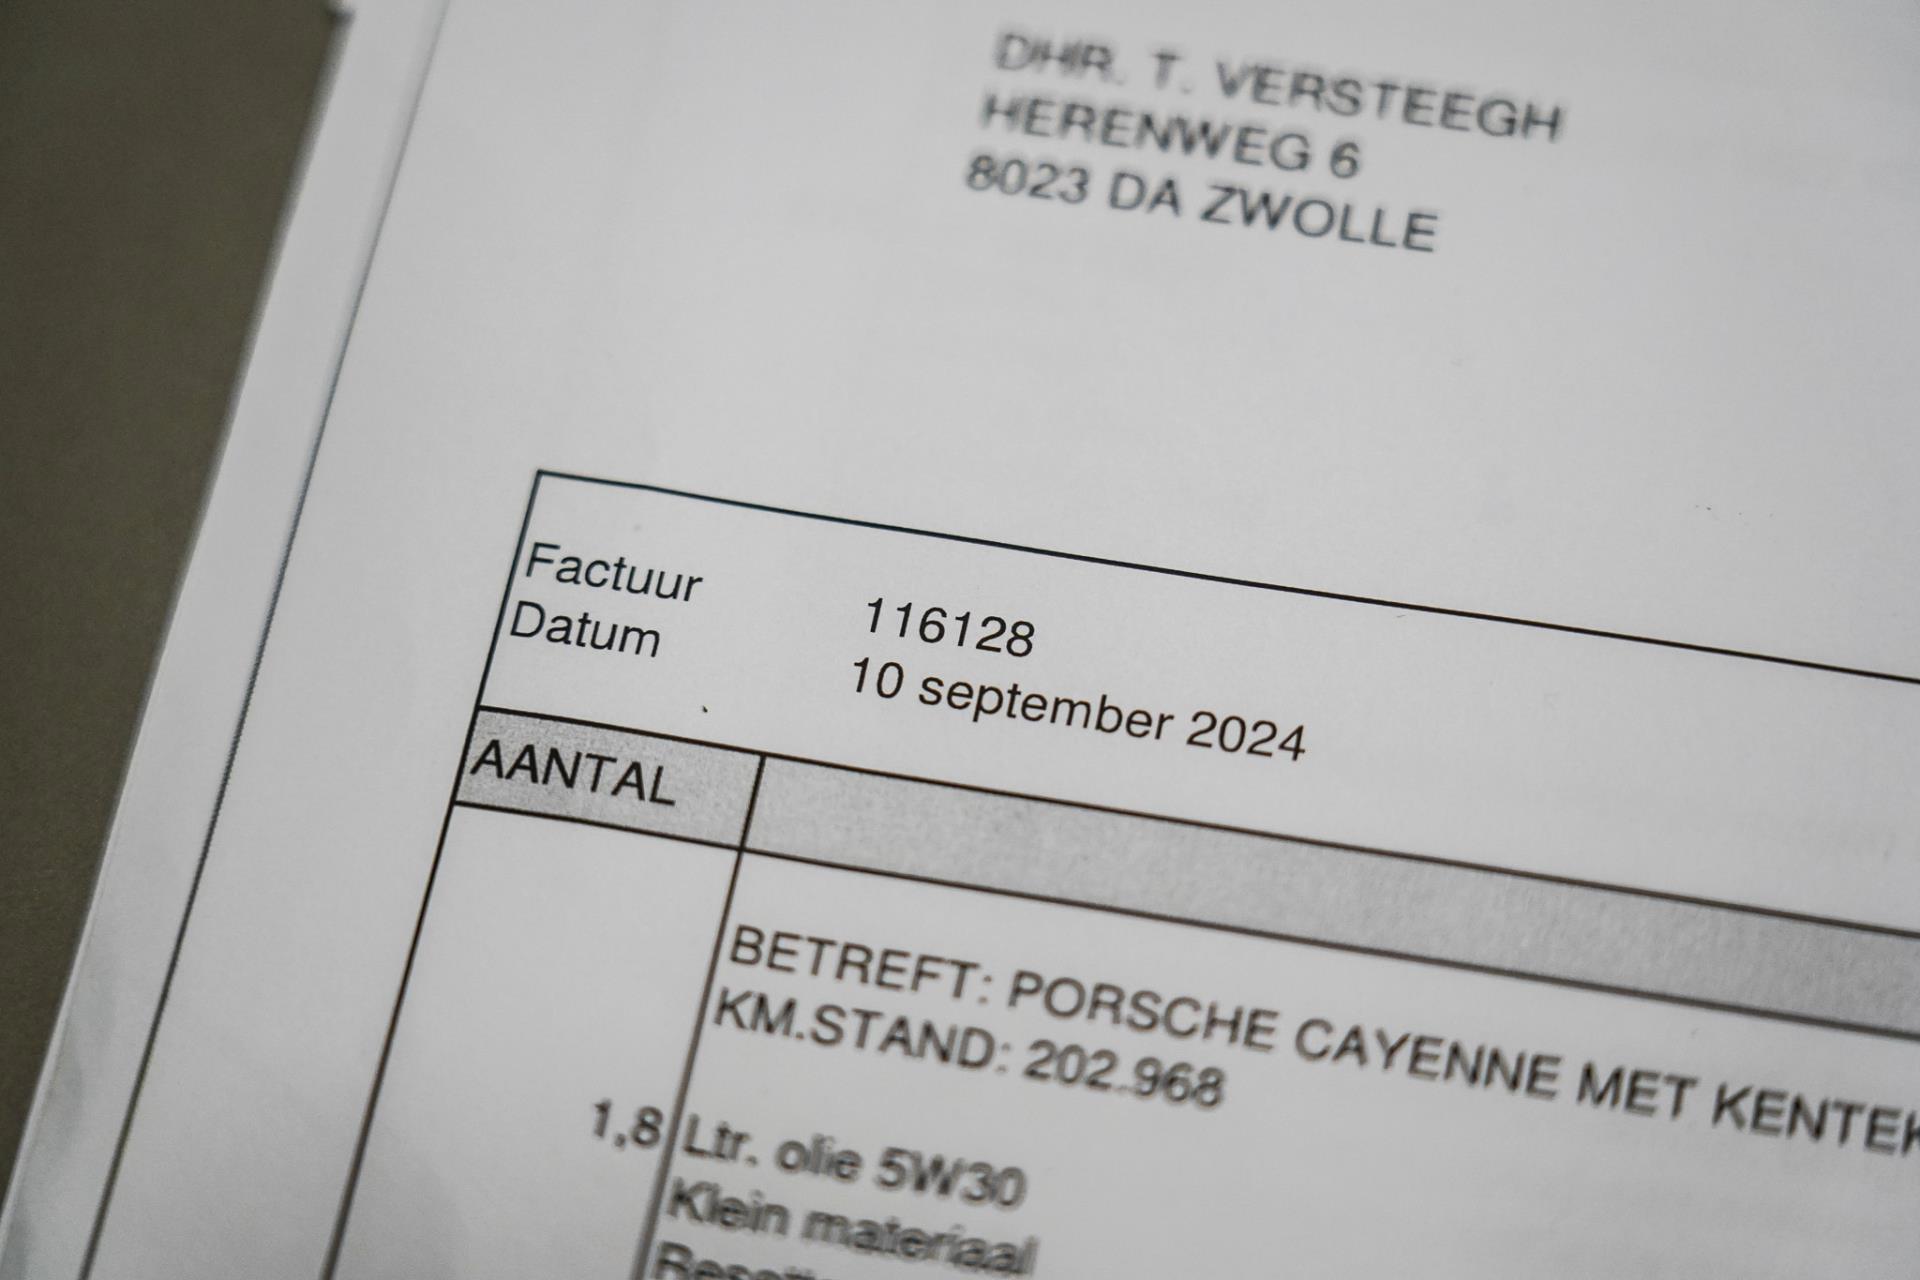 DHR. T. VERSTEEGH
HERENWEG 6
8023 DA ZWOLLE
Factuur 116128
Datum 10 september 2024
AANTAL
BETREFT: PORSCHE CAYENNE MET KENTEK
KM.STAND: 202.968
1,8 Ltr. olie 5W30
Klein materiaal